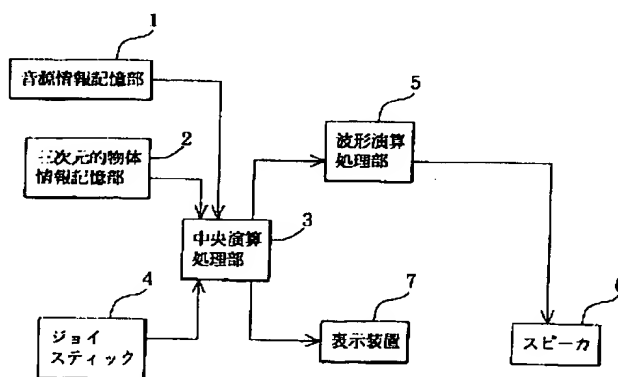 1
音源情報記憶部
2
三次元的物体
情報記憶部
3
中央演算
処理部
4
ジョイ
スティック
5
波形演算
処理部
7
表示装置
6
スピーカ